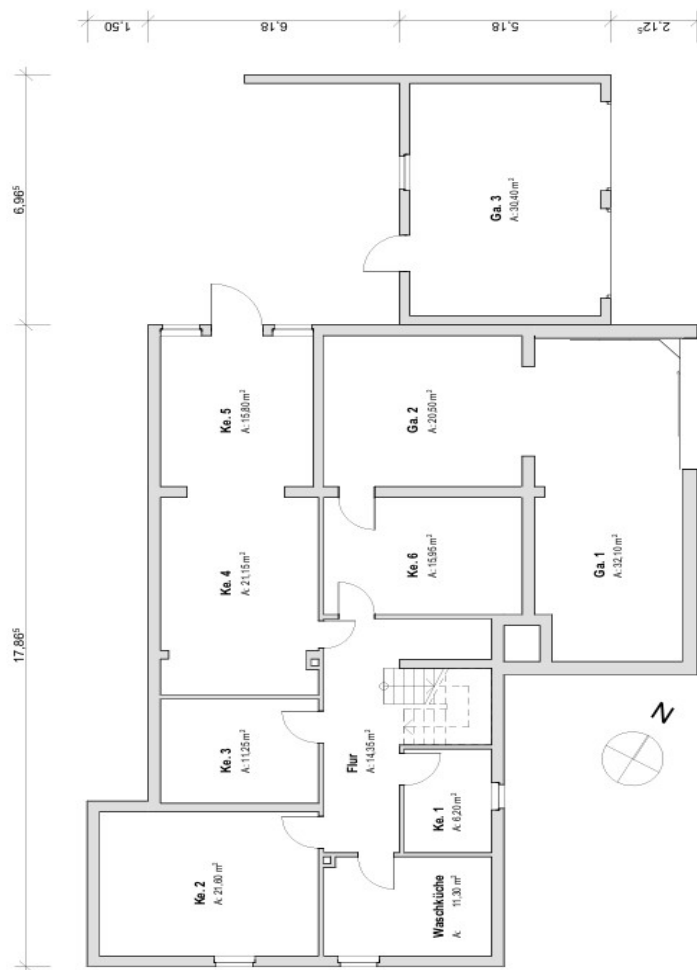 1,50
6,18
5,18
2,12⁵
6,96⁵
17,86⁵
Ga. 3
A: 30,40 m²
Ke. 5
A: 15,80 m²
Ga. 2
A: 20,50 m²
Ke. 4
A: 21,15 m²
Ke. 6
A: 15,95 m²
Ga. 1
A: 32,10 m²
Ke. 3
A: 11,25 m²
Flur
A: 14,35 m²
Ke. 1
A: 6,20 m²
Ke. 2
A: 21,60 m²
Waschküche
A: 11,30 m²
N